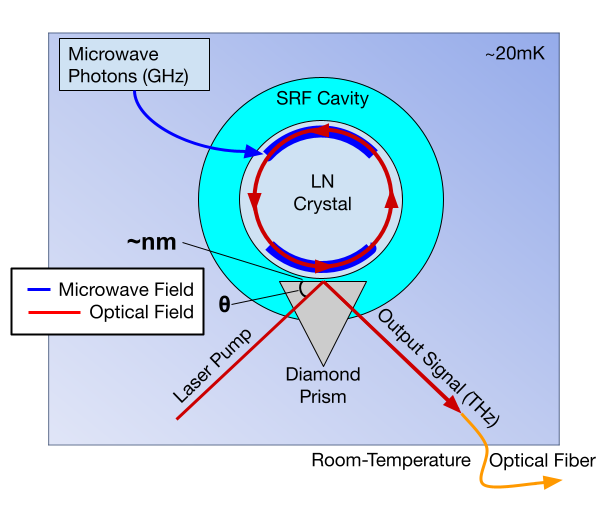 Microwave
Photons (GHz)
~20mK
SRF Cavity
LN
Crystal
~nm
θ
Microwave Field
Optical Field
Laser Pump
Diamond
Prism
Output Signal (THz)
Room-Temperature
Optical Fiber